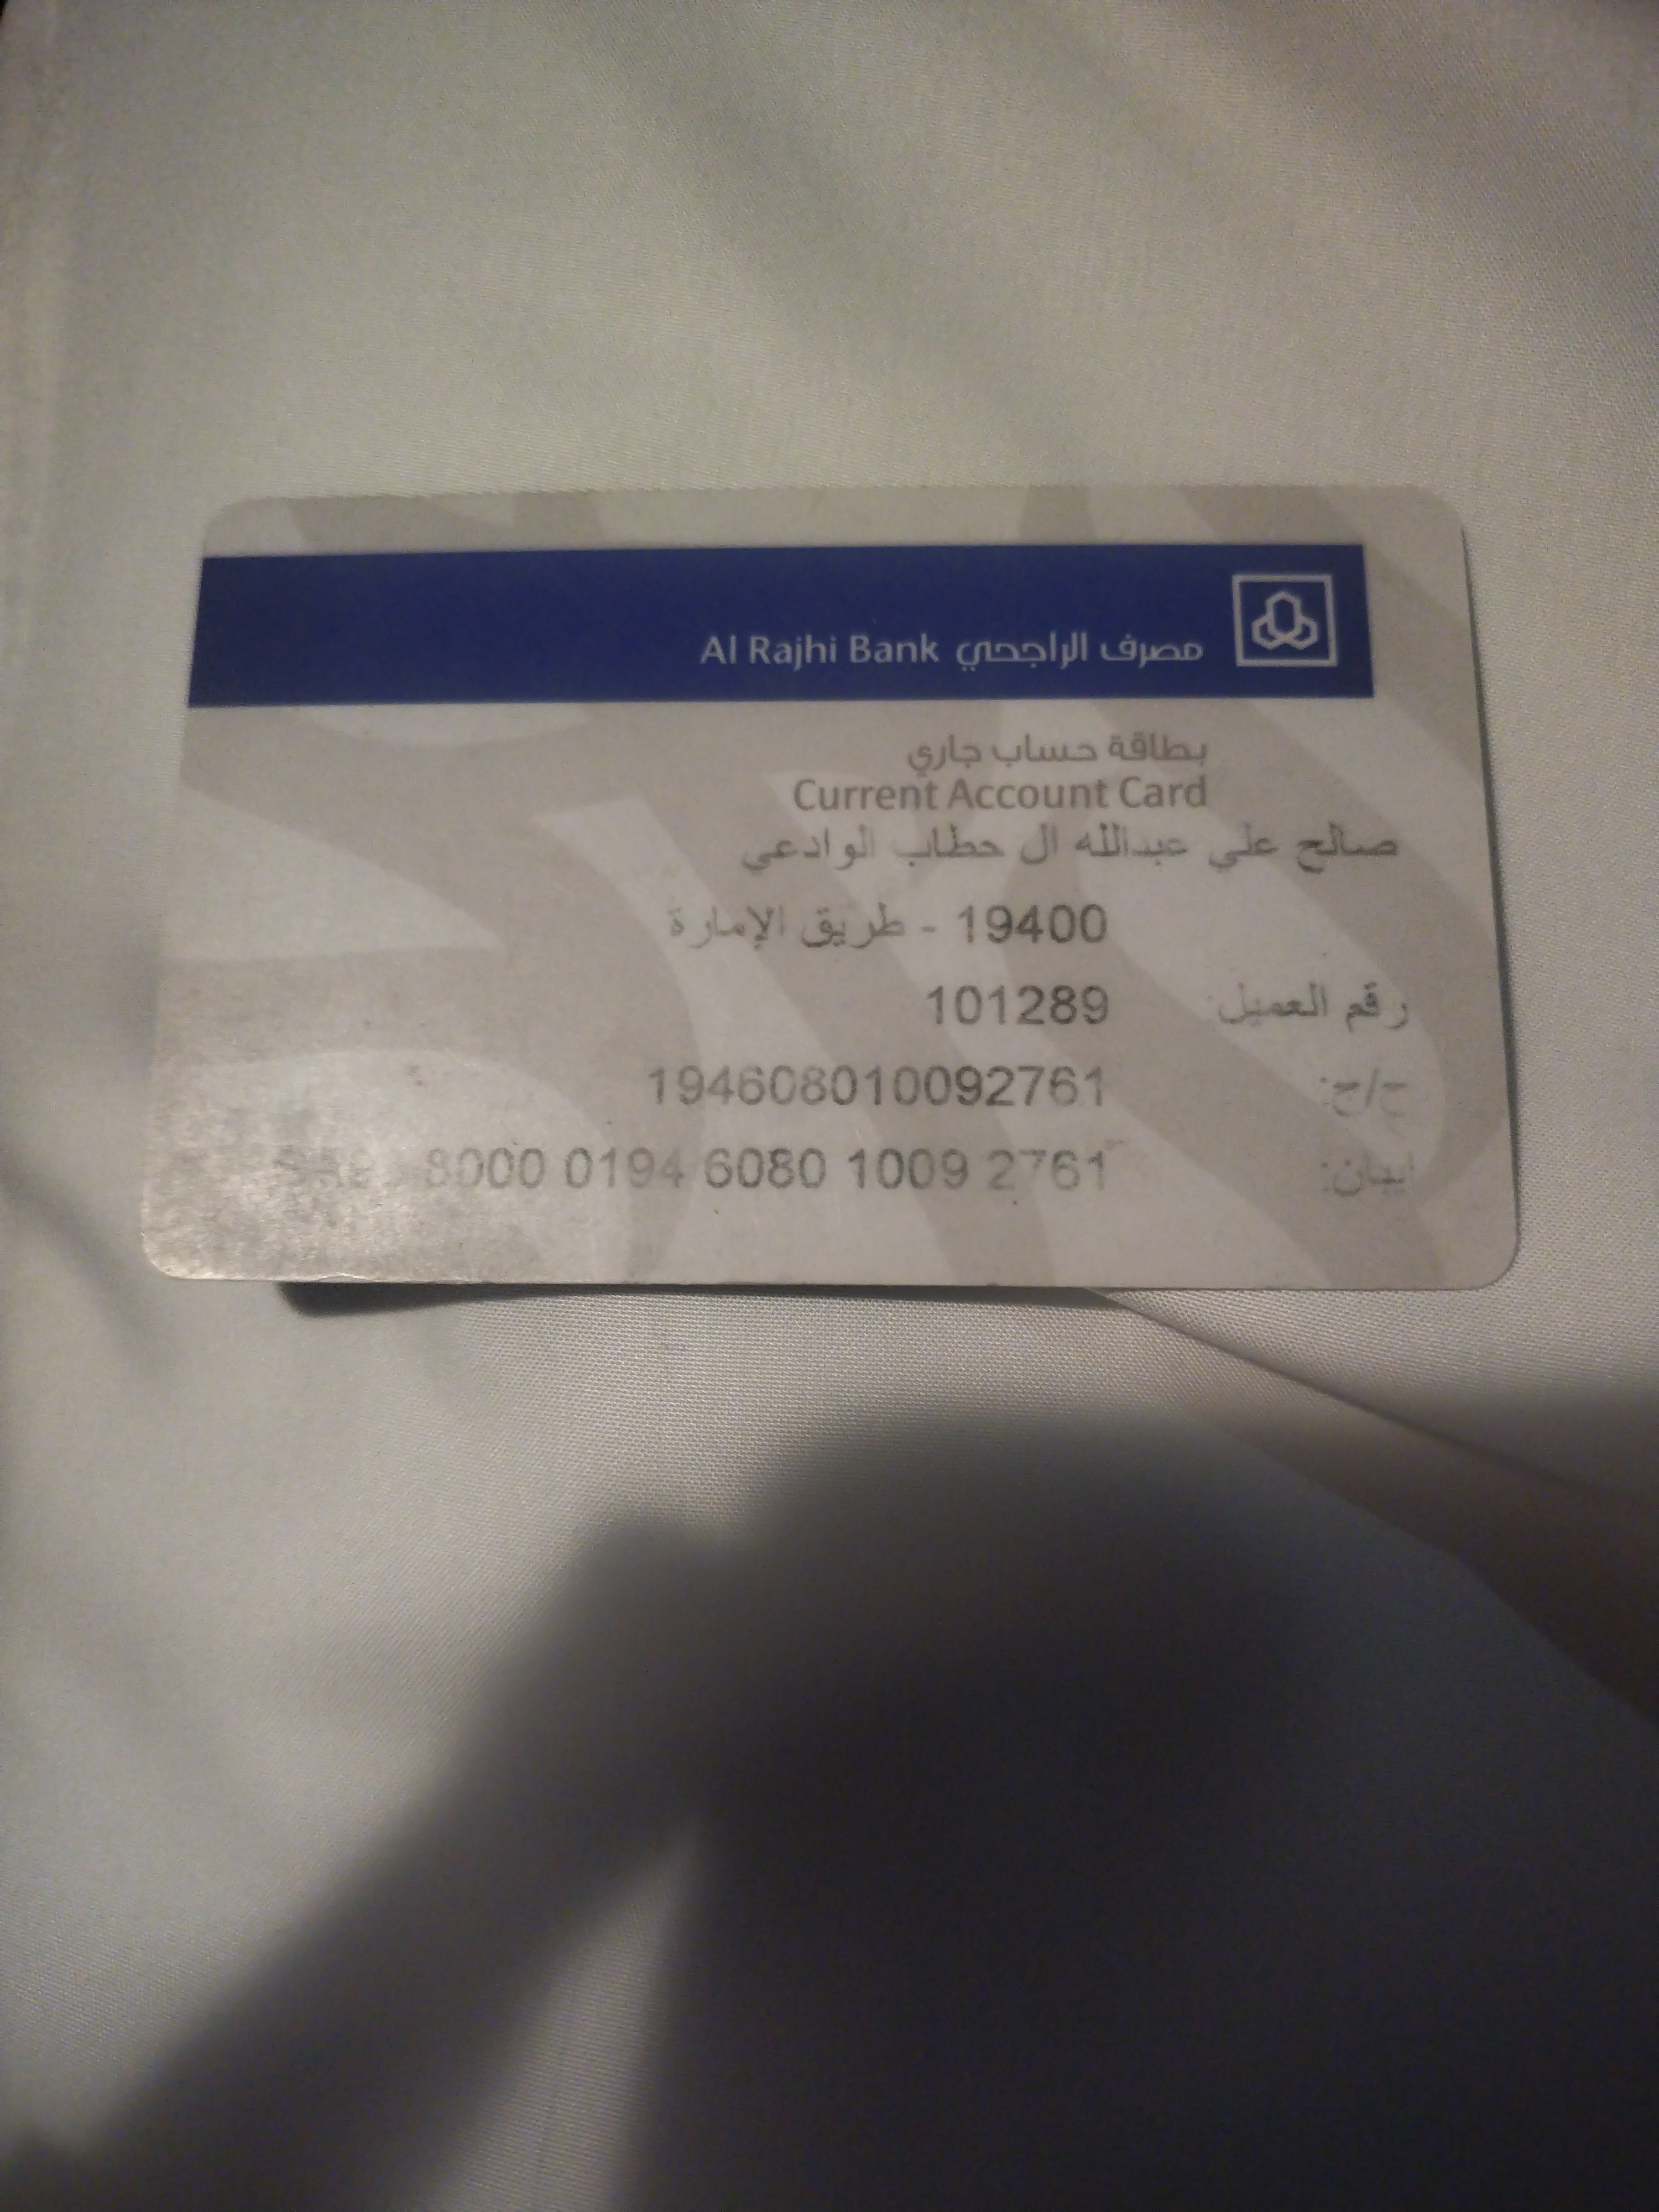 مصرف الراجحي Al Rajhi Bank
بطاقة حساب جاري
Current Account Card
صالح علي عبدالله ال حطاب الوادعي
19400 - طريق الإمارة
رقم العميل: 101289
ح/ح: 194608010092761
ايبان: 8000 0194 6080 1009 2761